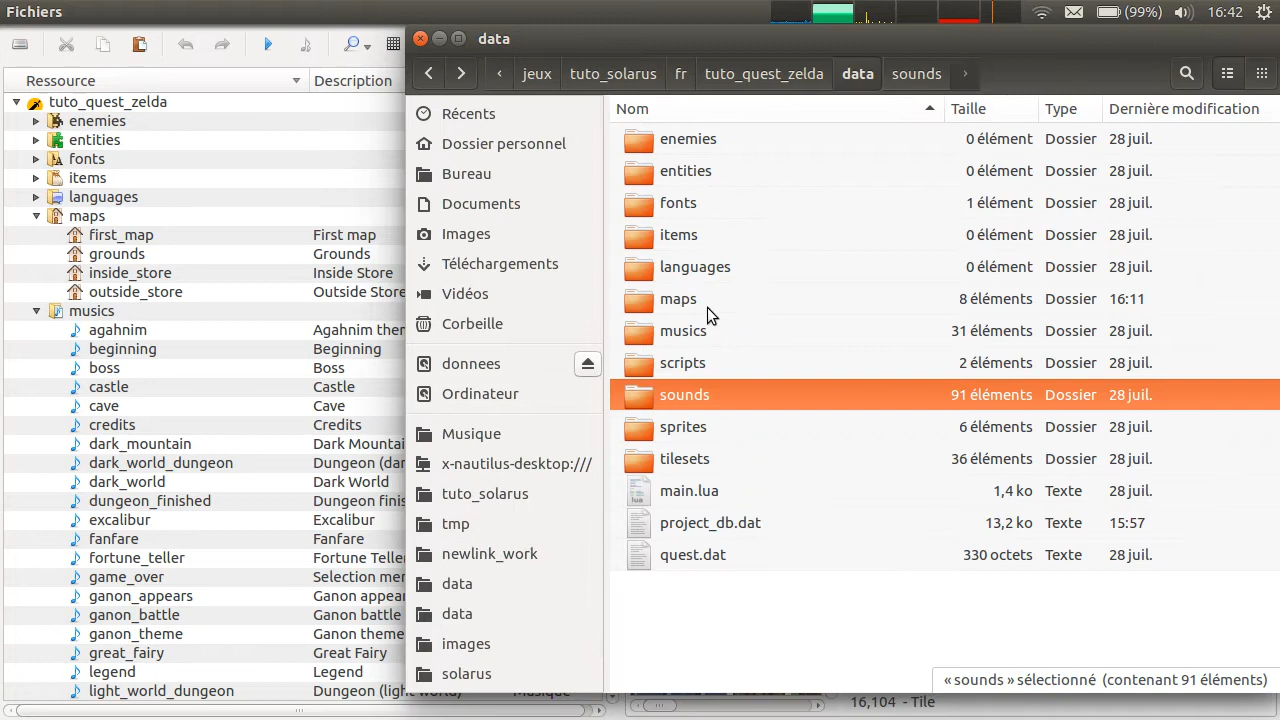 Fichiers
(99%)
16:42
Ressource
Description
tuto_quest_zelda
enemies
entities
fonts
items
languages
maps
first_map First map
grounds Grounds
inside_store Inside Store
outside_store Outside Store
musics
agahnim Agahnim
beginning Beginning
boss Boss
castle Castle
cave Cave
credits Credits
dark_mountain Dark Mountain
dark_world_dungeon Dungeon (dar
dark_world Dark World
dungeon_finished Dungeon finis
excalibur Excalibur
fanfare Fanfare
fortune_teller Fortune Teller
game_over Selection me
ganon_appears Ganon appear
ganon_battle Ganon battle
ganon_theme Ganon theme
great_fairy Great Fairy
legend Legend
light_world_dungeon Dungeon (light world)
data
jeux tuto_solarus fr tuto_quest_zelda data sounds
Récents
Dossier personnel
Bureau
Documents
Images
Téléchargements
Vidéos
Corbeille
donnees
Ordinateur
Musique
x-nautilus-desktop:///
tuto_solarus
tmp
newlink_work
data
data
images
solarus
Nom Taille Type Dernière modification
enemies 0 élément Dossier 28 juil.
entities 0 élément Dossier 28 juil.
fonts 1 élément Dossier 28 juil.
items 0 élément Dossier 28 juil.
languages 0 élément Dossier 28 juil.
maps 8 éléments Dossier 16:11
musics 31 éléments Dossier 28 juil.
scripts 2 éléments Dossier 28 juil.
sounds 91 éléments Dossier 28 juil.
sprites 6 éléments Dossier 28 juil.
tilesets 36 éléments Dossier 28 juil.
lua
main.lua 1,4 ko Texte 28 juil.
project_db.dat 13,2 ko Texte 15:57
quest.dat 330 octets Texte 28 juil.
« sounds » sélectionné (contenant 91 éléments)
16,104 - Tile